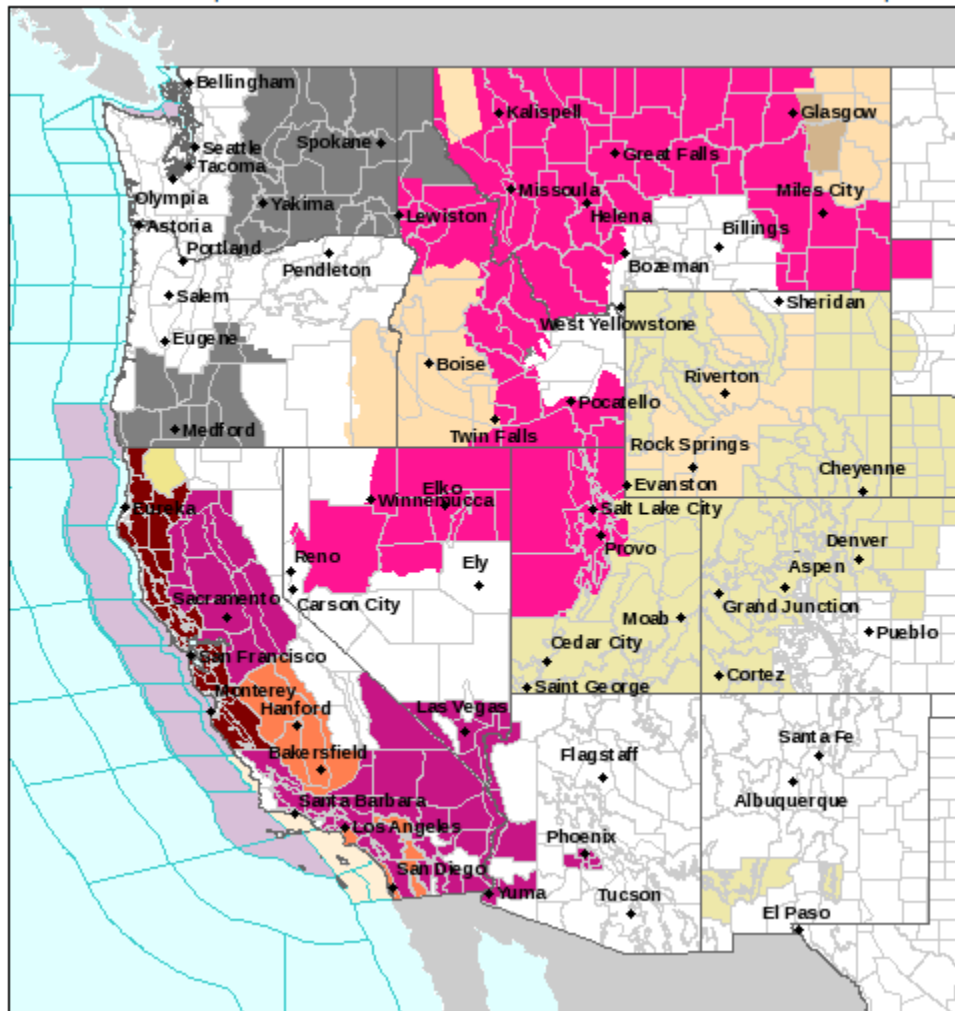 Bellingham
Kalispell
Glasgow
Spokane
Seattle
Great Falls
Tacoma
Missoula
Miles City
Olympia
Yakima
Lewiston
Helena
Astoria
Billings
Portland
Pendleton
Bozeman
Salem
Sheridan
West Yellowstone
Eugene
Boise
Riverton
Pocatello
Medford
Twin Falls
Rock Springs
Cheyenne
Elko
Evanston
Winnemucca
Eureka
Salt Lake City
Denver
Provo
Reno
Ely
Aspen
Sacramento
Carson City
Grand Junction
Moab
Pueblo
Cedar City
San Francisco
Cortez
Saint George
Monterey
Hanford
Las Vegas
Santa Fe
Bakersfield
Flagstaff
Santa Barbara
Albuquerque
Los Angeles
Phoenix
San Diego
Yuma
Tucson
El Paso